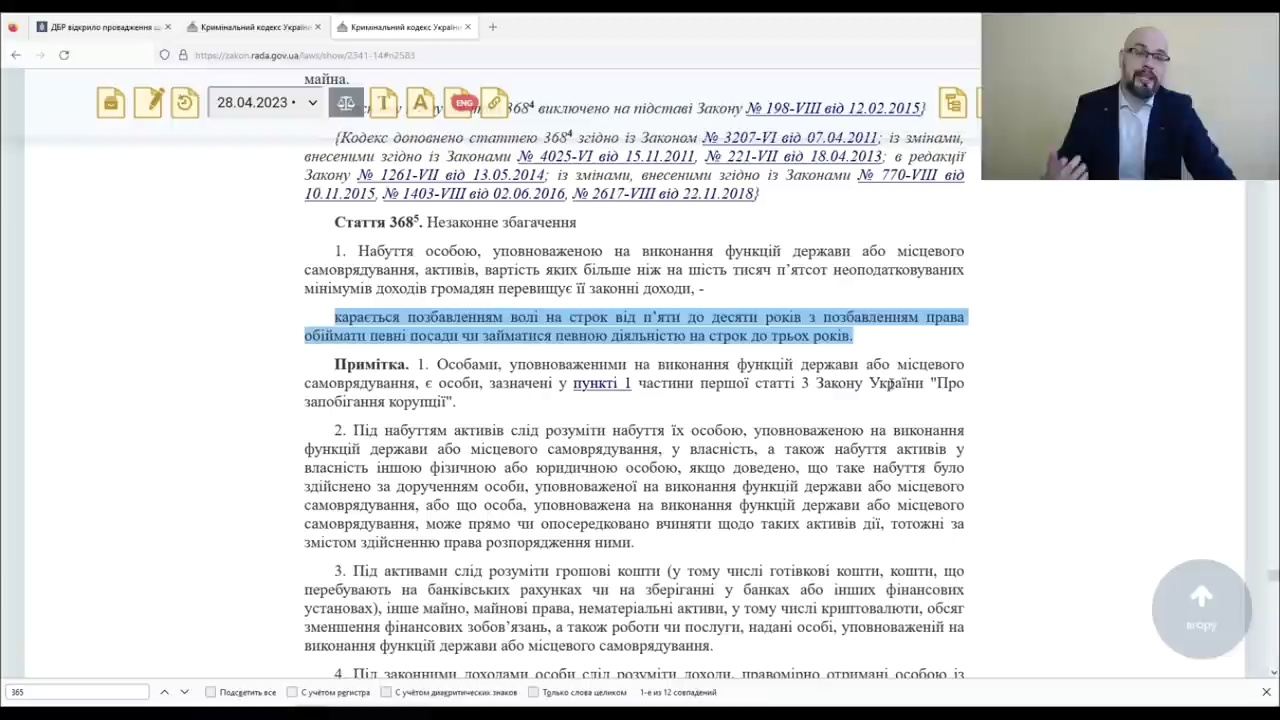 ДБР відкрило провадження щ
Кримінальний кодекс України
Кримінальний кодекс України
https://zakon.rada.gov.ua/laws/show/2341-14#n2583
майна.
28.04.2023
ENG
368⁴ виключено на підставі Закону № 198-VIII від 12.02.2015}
{Кодекс доповнено статтею 368⁴ згідно із Законом № 3207-VI від 07.04.2011; із змінами,
внесеними згідно із Законами № 4025-VI від 15.11.2011, № 221-VII від 18.04.2013; в редакції
Закону № 1261-VII від 13.05.2014; із змінами, внесеними згідно із Законами № 770-VIII від
10.11.2015, № 1403-VIII від 02.06.2016, № 2617-VIII від 22.11.2018}
Стаття 368⁵. Незаконне збагачення
1. Набуття особою, уповноваженою на виконання функцій держави або місцевого
самоврядування, активів, вартість яких більше ніж на шість тисяч п’ятсот неоподатковуваних
мінімумів доходів громадян перевищує її законні доходи, -
карається позбавленням волі на строк від п’яти до десяти років з позбавленням права
обіймати певні посади чи займатися певною діяльністю на строк до трьох років.
Примітка. 1. Особами, уповноваженими на виконання функцій держави або місцевого
самоврядування, є особи, зазначені у пункті 1 частини першої статті 3 Закону України "Про
запобігання корупції".
2. Під набуттям активів слід розуміти набуття їх особою, уповноваженою на виконання
функцій держави або місцевого самоврядування, у власність, а також набуття активів у
власність іншою фізичною або юридичною особою, якщо доведено, що таке набуття було
здійснено за дорученням особи, уповноваженої на виконання функцій держави або місцевого
самоврядування, або що особа, уповноважена на виконання функцій держави або місцевого
самоврядування, може прямо чи опосередковано вчиняти щодо таких активів дії, тотожні за
змістом здійсненню права розпорядження ними.
3. Під активами слід розуміти грошові кошти (у тому числі готівкові кошти, кошти, що
перебувають на банківських рахунках чи на зберіганні у банках або інших фінансових
установах), інше майно, майнові права, нематеріальні активи, у тому числі криптовалюти, обсяг
зменшення фінансових зобов’язань, а також роботи чи послуги, надані особі, уповноваженій на
виконання функцій держави або місцевого самоврядування.
4. Під законними доходами особи слід розуміти доходи, правомірно отримані особою із
вгору
365
Подсветить все
С учётом регистра
С учётом диакритических знаков
Только слова целиком
1-е из 12 совпадений